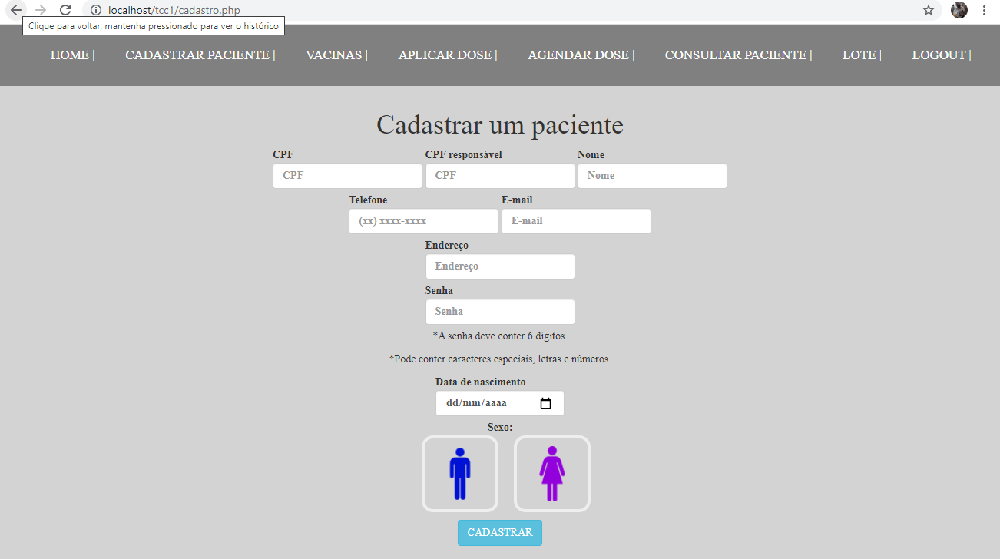 localhost/tcc1/cadastro.php
Clique para voltar, mantenha pressionado para ver o histórico
HOME | CADASTRAR PACIENTE | VACINAS | APLICAR DOSE | AGENDAR DOSE | CONSULTAR PACIENTE | LOTE | LOGOUT |
Cadastrar um paciente
CPF CPF responsável Nome
CPF CPF Nome
Telefone E-mail
(xx) xxxx-xxxx E-mail
Endereço
Endereço
Senha
Senha
*A senha deve conter 6 dígitos.
*Pode conter caracteres especiais, letras e números.
Data de nascimento
dd/mm/aaaa
Sexo:
CADASTRAR